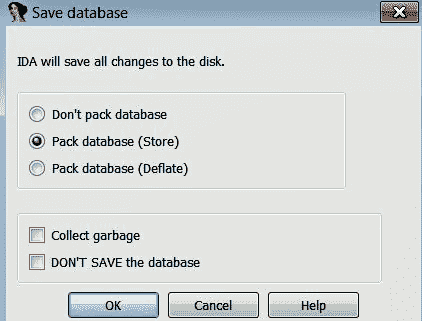 Save database
IDA will save all changes to the disk.
Don't pack database
Pack database (Store)
Pack database (Deflate)
Collect garbage
DON'T SAVE the database
OK Cancel Help